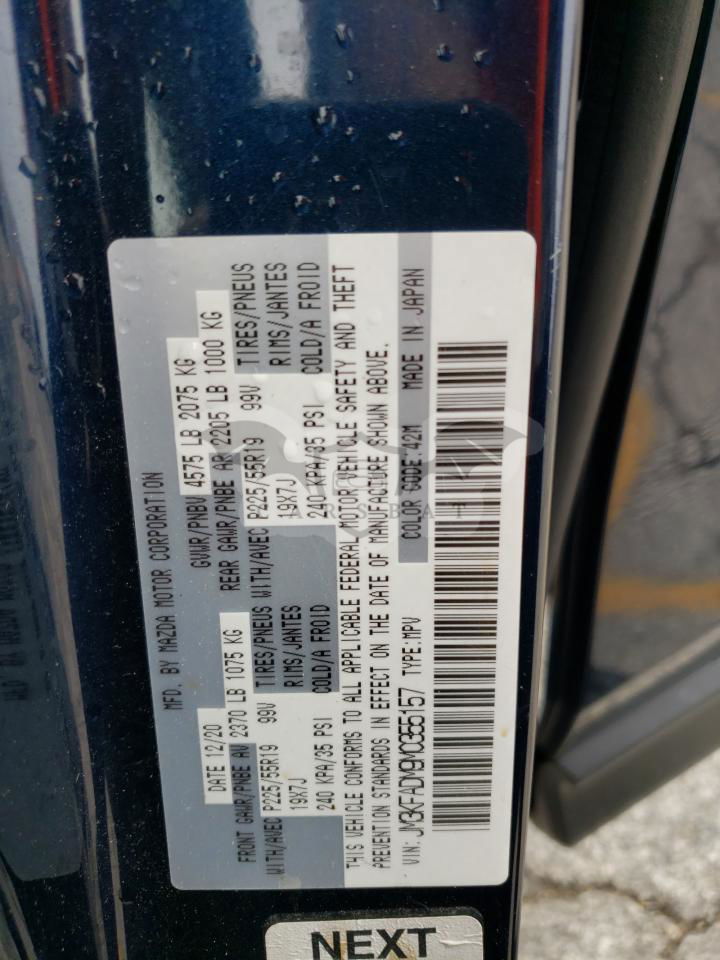 MFD. BY MAZDA MOTOR CORPORATION
DATE 12/20 GVWR/PNBV 4575 LB 2075 KG
FRONT GAWR/PNBE AV 2370 LB 1075 KG REAR GAWR/PNBE AR 2205 LB 1000 KG
WITH/AVEC P225/55R19 99V TIRES/PNEUS WITH/AVEC P225/55R19 99V TIRES/PNEUS
19X7J RIMS/JANTES 19X7J RIMS/JANTES
240 KPA/35 PSI COLD/A FROID 240 KPA/35 PSI COLD/A FROID
THIS VEHICLE CONFORMS TO ALL APPLICABLE FEDERAL MOTOR VEHICLE SAFETY AND THEFT
PREVENTION STANDARDS IN EFFECT ON THE DATE OF MANUFACTURE SHOWN ABOVE.
COLOR CODE:42M MADE IN JAPAN
VIN: JM3KFADM9M0355157 TYPE:MPV
NEXT